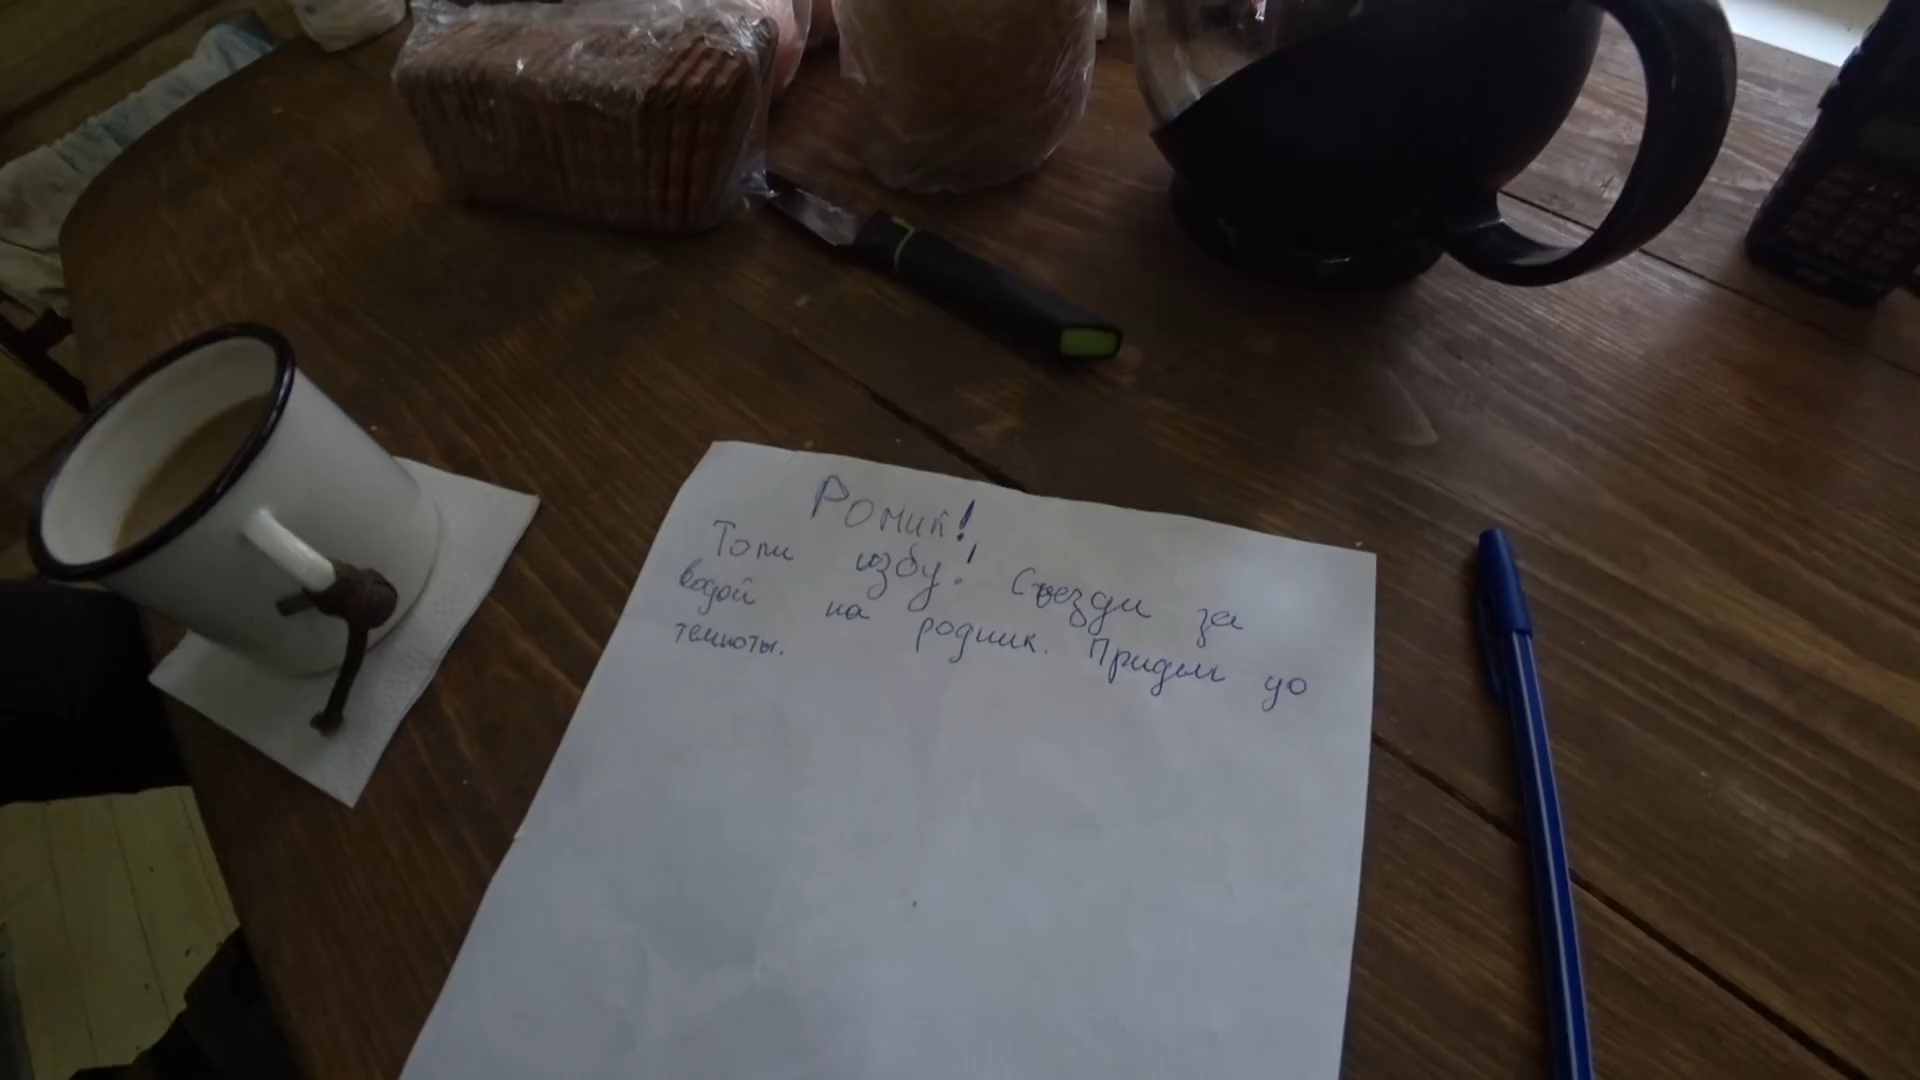 Ромик!
Топи избу! Съезди за
водой на родник. Придем до
темноты.